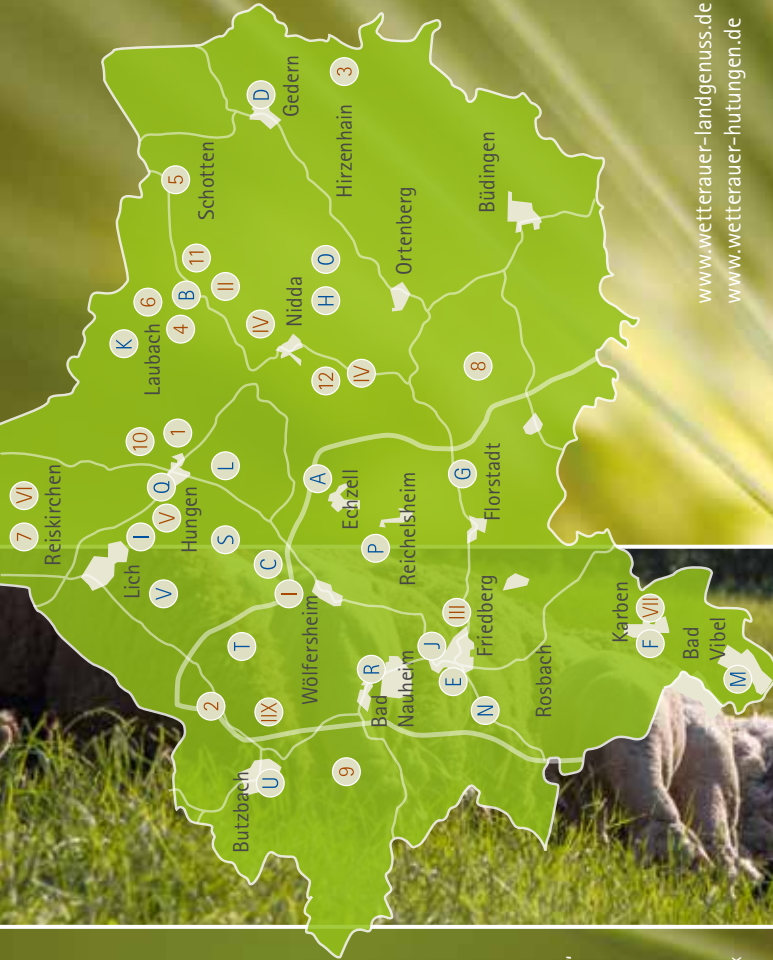 7
VI
Reiskirchen
K
Lich
I
10
6
Laubach
V
V
Q
1
4
B
5
Hungen
11
Schotten
2
S
L
II
Butzbach
T
IV
D
U
IIX
C
I
Gedern
Nidda
Wölfersheim
A
12
H
O
9
Echzell
Hirzenhain
3
IV
R
P
Bad
Nauheim
Reichelsheim
Ortenberg
J
E
III
G
8
N
Friedberg
Florstadt
Büdingen
Rosbach
Karben
F
VII
Bad
Vibel
M
www.wetterauer-landgenuss.de
www.wetterauer-hutungen.de